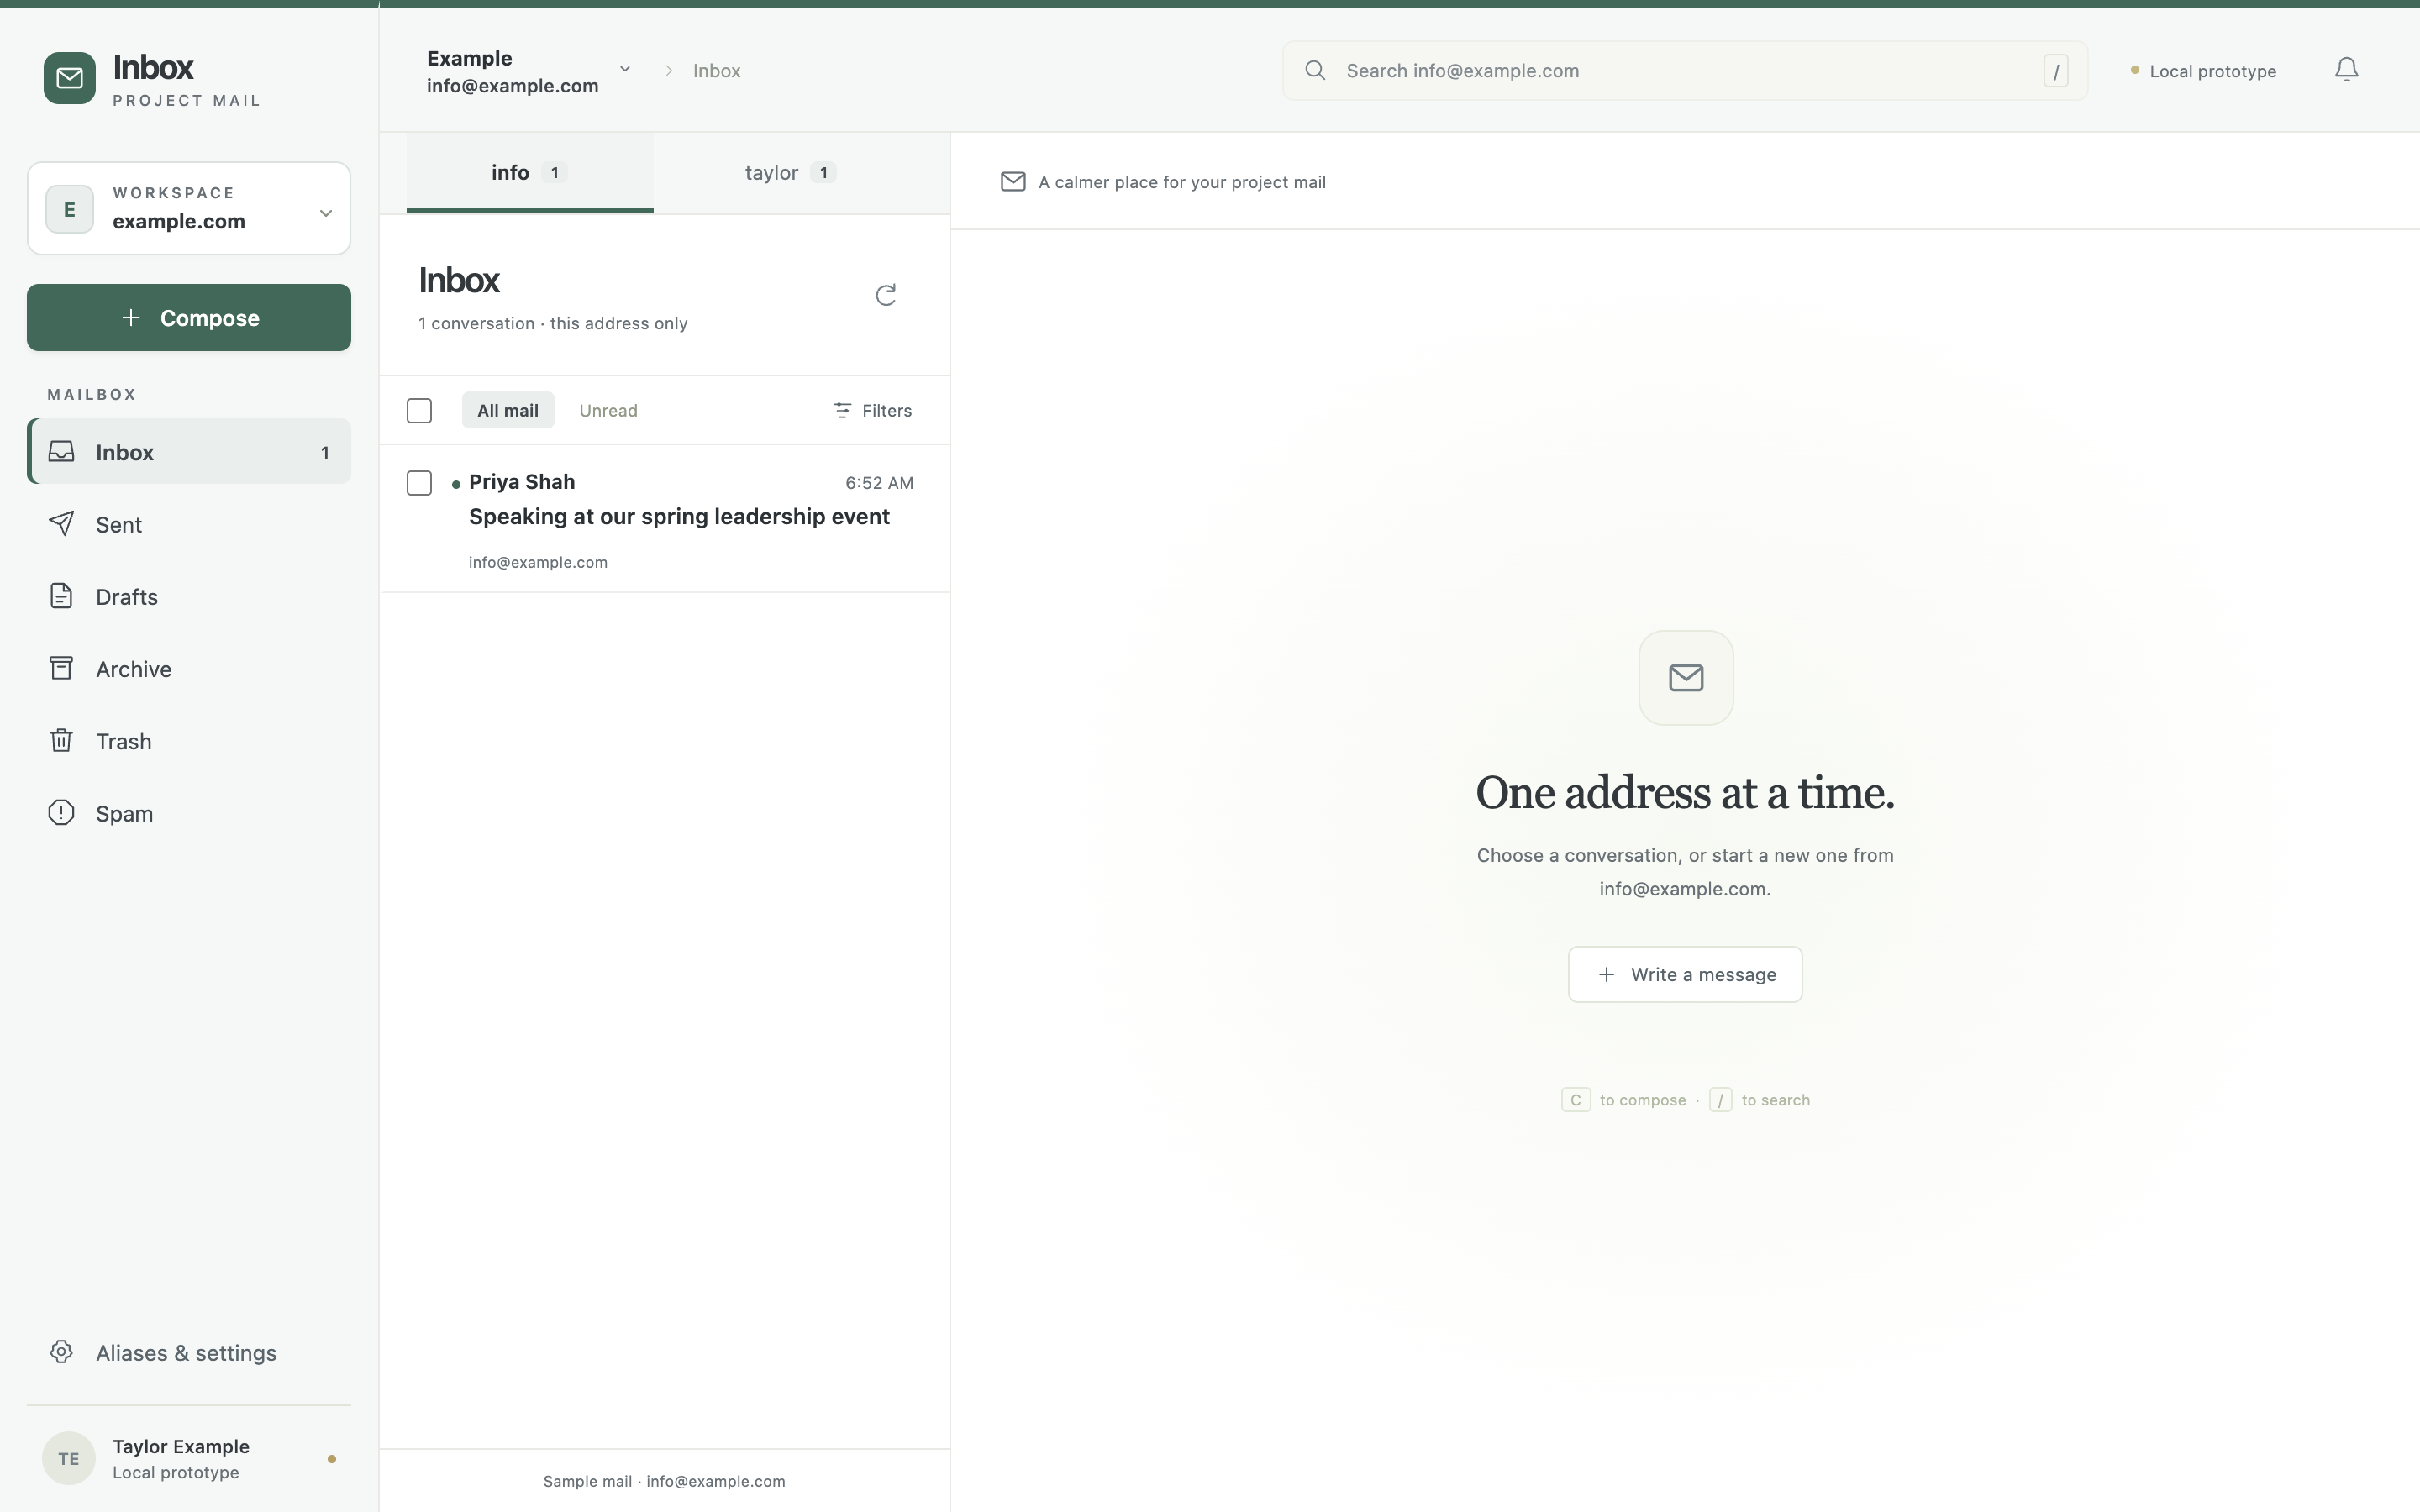 Inbox
PROJECT MAIL
E
WORKSPACE
example.com
Compose
MAILBOX
Inbox 1
Sent
Drafts
Archive
Trash
Spam
Aliases & settings
TE
Taylor Example
Local prototype
Example
info@example.com
Inbox
Search info@example.com /
Local prototype
info 1
taylor 1
Inbox
1 conversation · this address only
All mail Unread Filters
Priya Shah 6:52 AM
Speaking at our spring leadership event
info@example.com
Sample mail · info@example.com
A calmer place for your project mail
One address at a time.
Choose a conversation, or start a new one from
info@example.com.
Write a message
C to compose · / to search